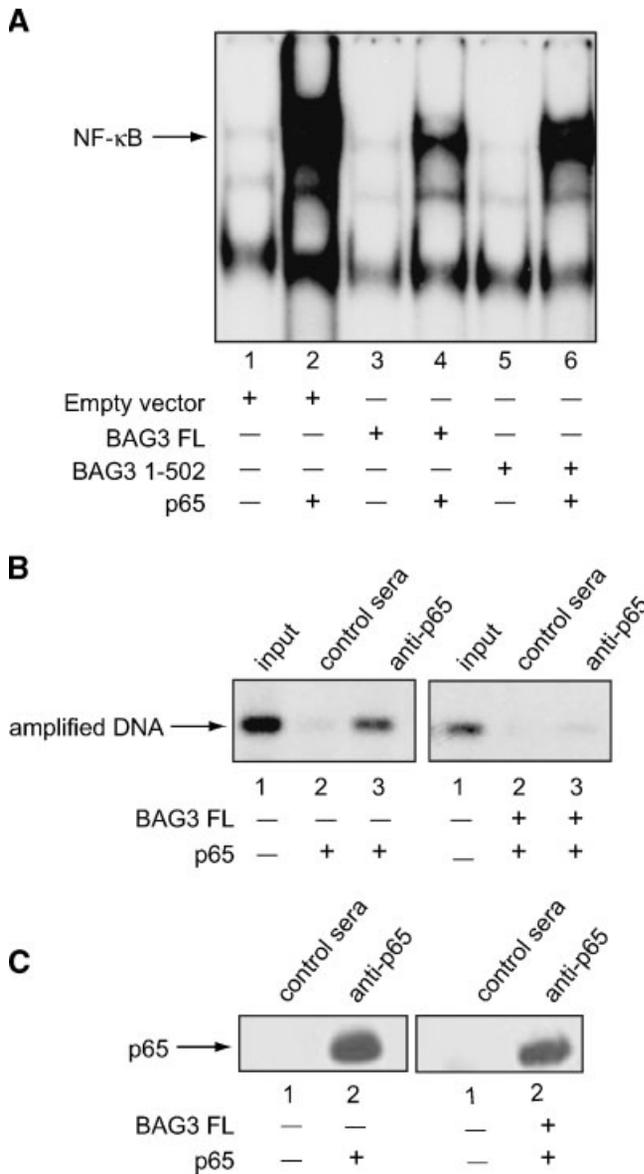 A
NF-κB
1 2 3 4 5 6
Empty vector + + — — — —
BAG3 FL — — + + — —
BAG3 1-502 — — — — + +
p65 — + — + — +
B
input control sera anti-p65 input control sera anti-p65
amplified DNA
1 2 3 1 2 3
BAG3 FL — — — — + +
p65 — + + — + +
C
control sera anti-p65 control sera anti-p65
p65
1 2 1 2
BAG3 FL — — — +
p65 — + — +